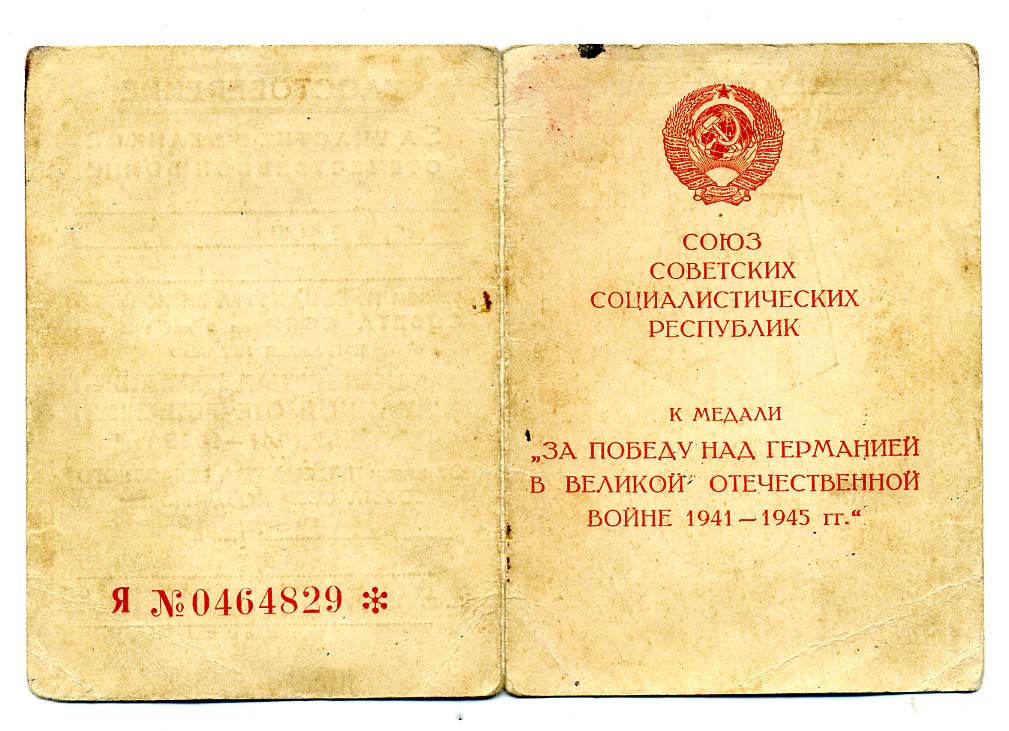 Я №0464829 *
СОЮЗ
СОВЕТСКИХ
СОЦИАЛИСТИЧЕСКИХ
РЕСПУБЛИК
К МЕДАЛИ
„ЗА ПОБЕДУ НАД ГЕРМАНИЕЙ
В ВЕЛИКОЙ ОТЕЧЕСТВЕННОЙ
ВОЙНЕ 1941—1945 гг.“